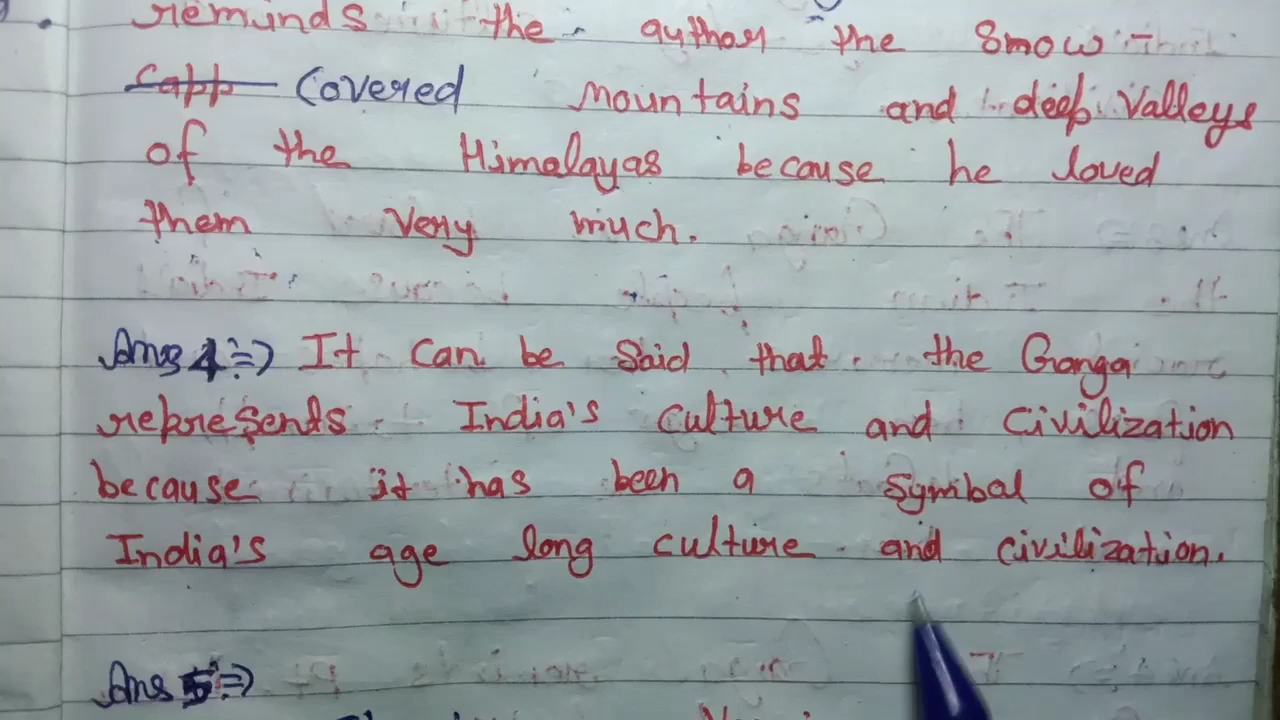 reminds the author the snow -
capp covered mountains and deep valleys
of the Himalayas because he loved
them very much.
Ans 4 => It can be said that the Ganga
represends India's culture and civilization
because it has been a symbal of
India's age long culture and civilization.
Ans 5 =>